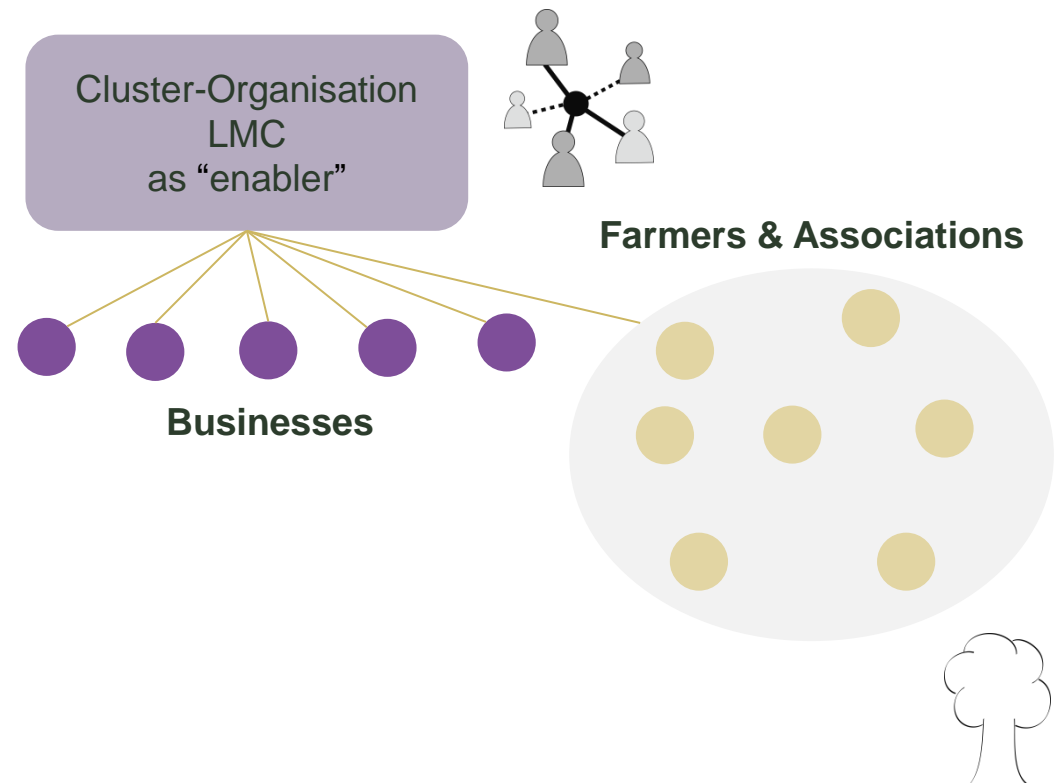 Cluster-Organisation
LMC
as “enabler”
Farmers & Associations
Businesses